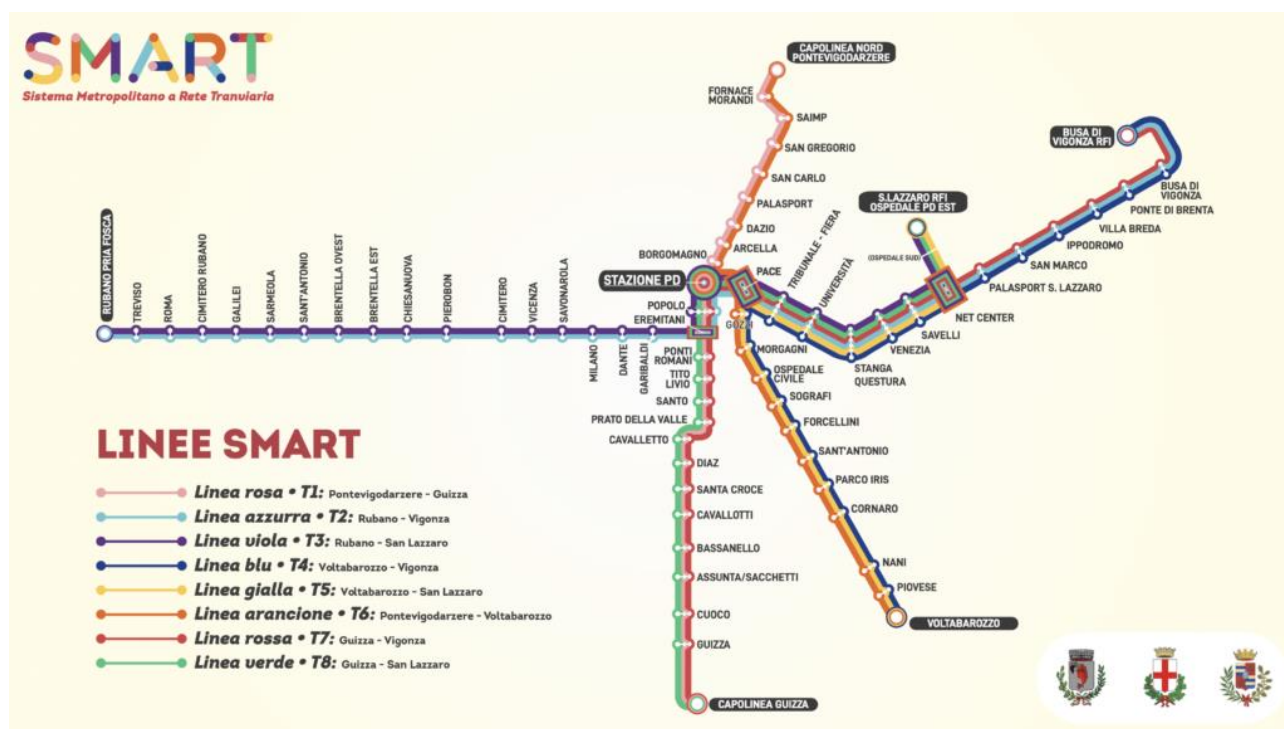 SMART
Sistema Metropolitano a Rete Tranviaria
CAPOLINEA NORD
PONTEVIGODARZERE
FORNACE
MORANDI
SAIMP
SAN GREGORIO
SAN CARLO
PALASPORT
DAZIO
ARCELLA
BORGOMAGNO
STAZIONE PD
PACE
TRIBUNALE - FIERA
UNIVERSITÀ
S.LAZZARO RFI
OSPEDALE PD EST
(OSPEDALE SUD)
BUSA DI
VIGONZA RFI
BUSA DI
VIGONZA
PONTE DI BRENTA
VILLA BREDA
IPPODROMO
SAN MARCO
PALASPORT S. LAZZARO
NET CENTER
SAVELLI
VENEZIA
STANGA
QUESTURA
RUBANO PRIA FOSCA
TREVISO
ROMA
CIMITERO RUBANO
GALILEI
SARMEOLA
SANT'ANTONIO
BRENTELLA OVEST
BRENTELLA EST
CHIESANUOVA
PIEROBON
CIMITERO
VICENZA
SAVONAROLA
MILANO
DANTE
GARIBALDI
POPOLO
EREMITANI
PONTI
ROMANI
TITO
LIVIO
SANTO
PRATO DELLA VALLE
CAVALLETTO
DIAZ
SANTA CROCE
CAVALLOTTI
BASSANELLO
ASSUNTA/SACCHETTI
CUOCO
GUIZZA
CAPOLINEA GUIZZA
GOZZI
MORGAGNI
OSPEDALE
CIVILE
SOGRAFI
FORCELLINI
SANT'ANTONIO
PARCO IRIS
CORNARO
NANI
PIOVESE
VOLTABAROZZO
LINEE SMART
Linea rosa • T1: Pontevigodarzere - Guizza
Linea azzurra • T2: Rubano - Vigonza
Linea viola • T3: Rubano - San Lazzaro
Linea blu • T4: Voltabarozzo - Vigonza
Linea gialla • T5: Voltabarozzo - San Lazzaro
Linea arancione • T6: Pontevigodarzere - Voltabarozzo
Linea rossa • T7: Guizza - Vigonza
Linea verde • T8: Guizza - San Lazzaro